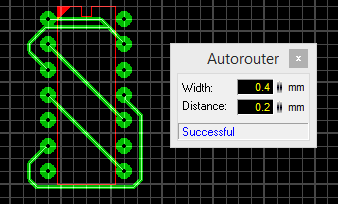 Autorouter x
Width: 0.4 mm
Distance: 0.2 mm
Successful